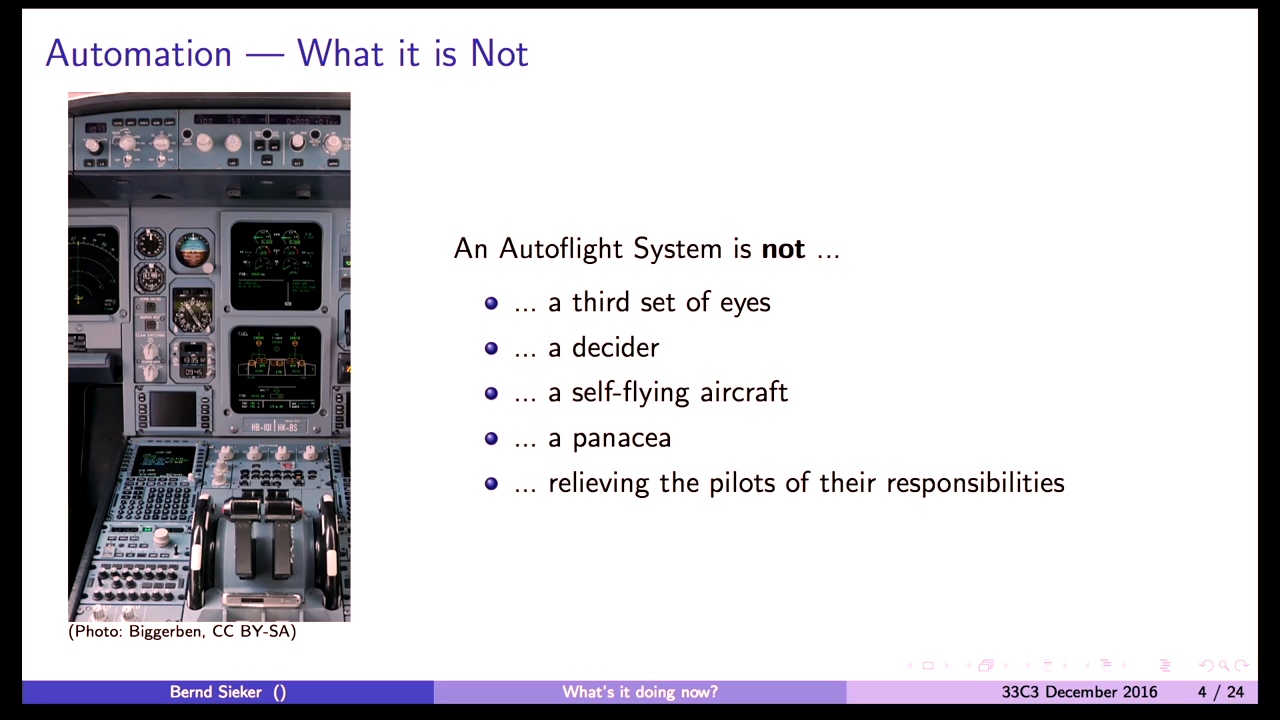 Automation — What it is Not
An Autoflight System is not ...
... a third set of eyes
... a decider
... a self-flying aircraft
... a panacea
... relieving the pilots of their responsibilities
(Photo: Biggerben, CC BY-SA)
Bernd Sieker ()
What's it doing now?
33C3 December 2016
4 / 24